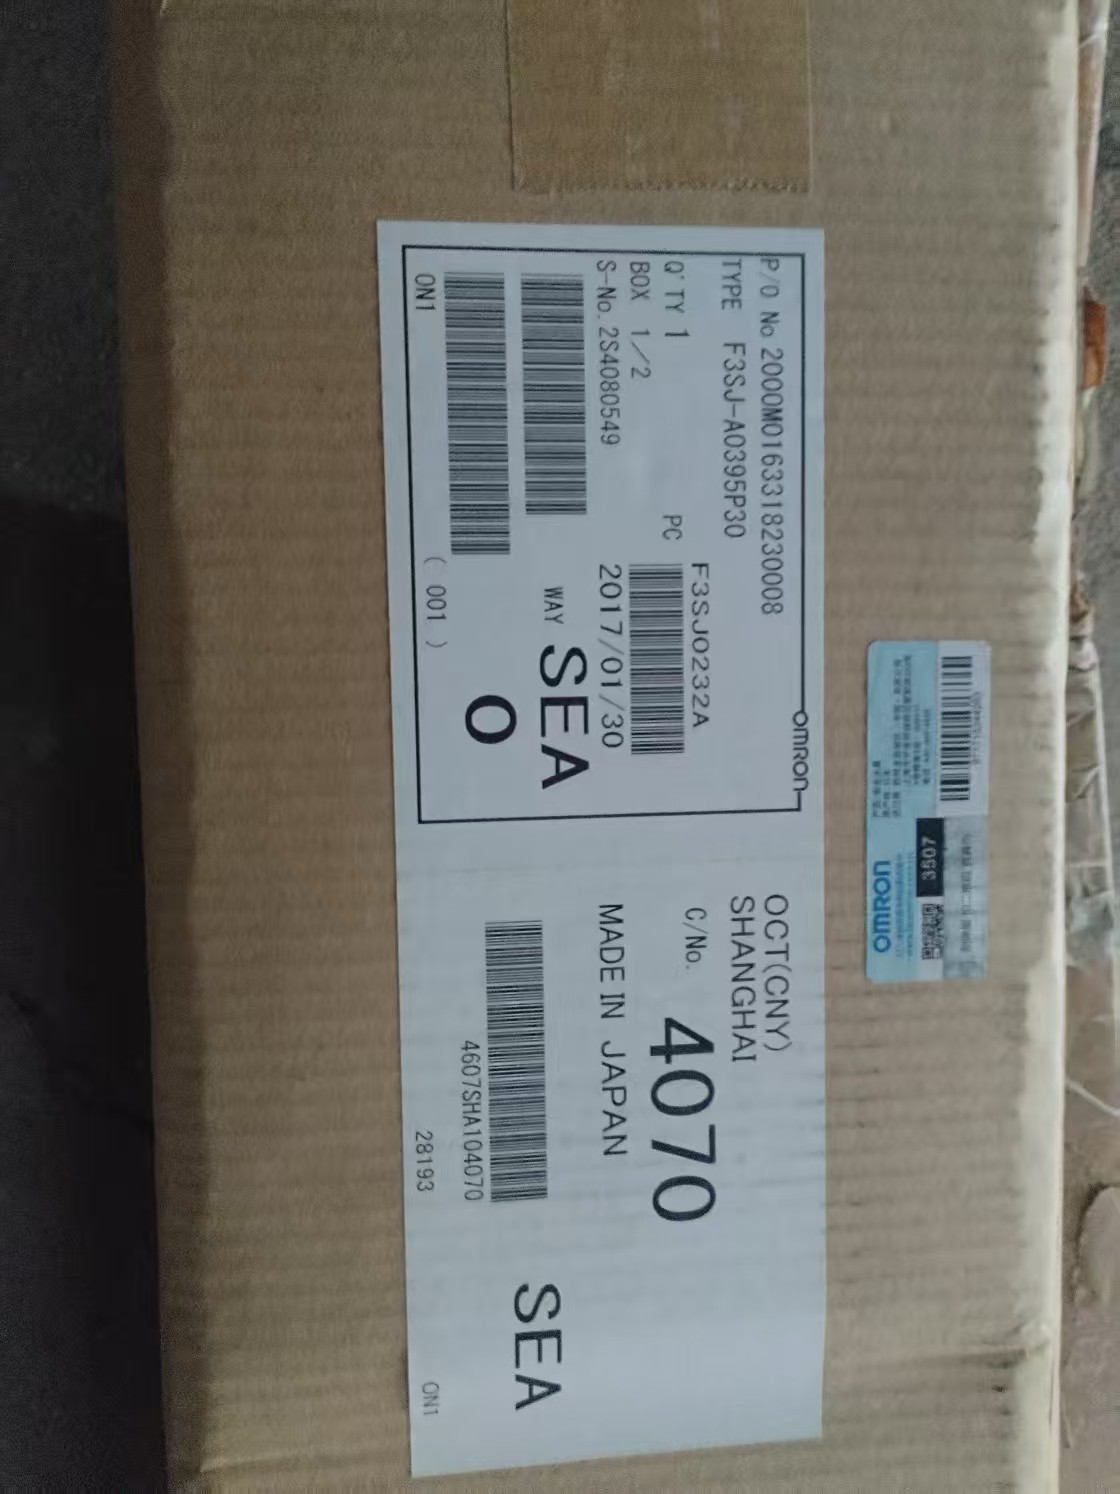 omron
P/O No 2000M0163318230008
TYPE F3SJ-A0395P30
F3SJ0232A
Q'TY 1 PC
BOX 1/2
S-No. 2S4080549 2017/01/30
WAY SEA
O
ON1 ( 001 )
OCT(CNY)
SHANGHAI
C/No. 4070
MADE IN JAPAN
4607SHA104070
SEA
28193
ON1
3507
OMRON